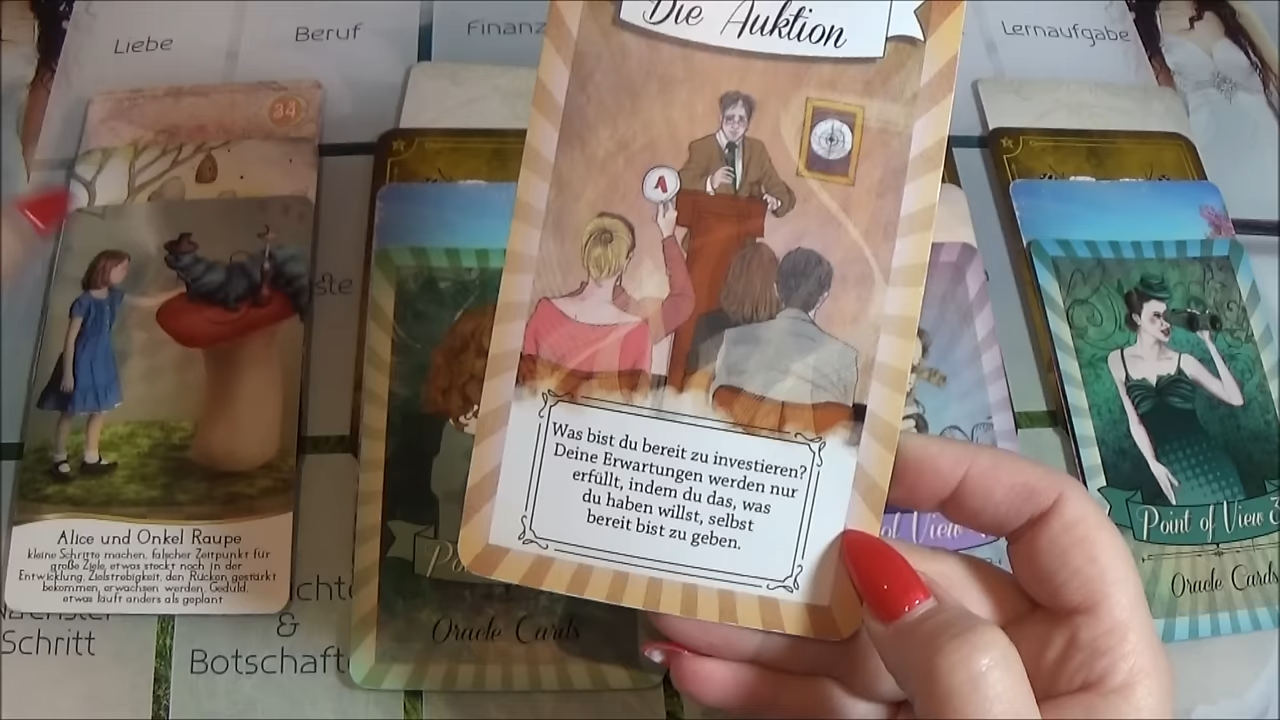 Liebe
Beruf
Finanz
Lernaufgabe
Die Auktion
34
Was bist du bereit zu investieren?
Deine Erwartungen werden nur
erfüllt, indem du das, was
du haben willst, selbst
bereit bist zu geben.
Alice und Onkel Raupe
kleine Schritte machen, falscher Zeitpunkt für
große Ziele, etwas steckt noch in der
Entwicklung, Zielstrebigkeit, den Rücken gestärkt
bekommen, erwachsen werden, Geduld,
etwas läuft anders als geplant
Schritt
&
Botschaft
Oracle Cards
of View
Point of View
Oracle Cards